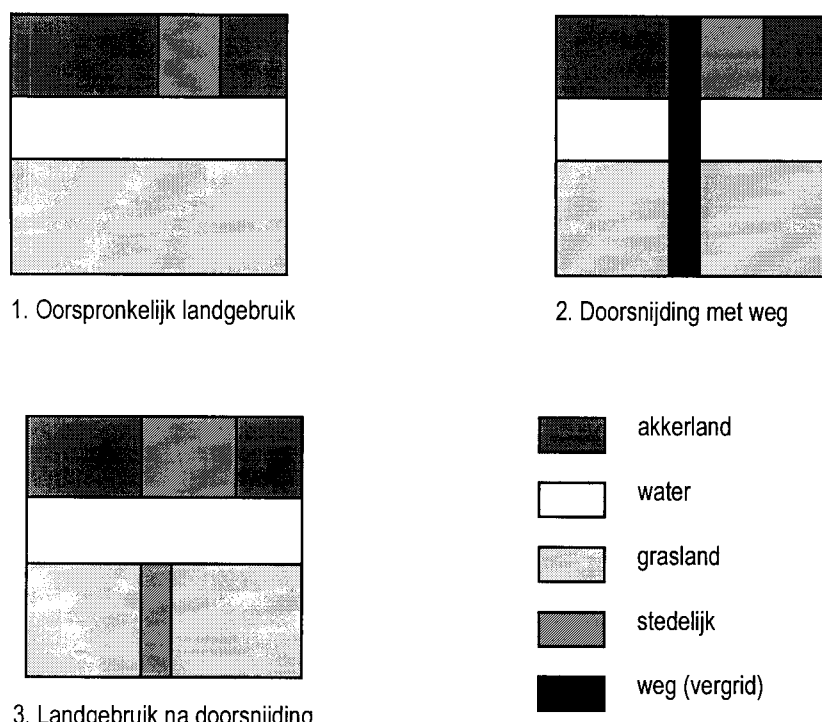 1. Oorspronkelijk landgebruik
2. Doorsnijding met weg
akkerland
water
grasland
stedelijk
weg (vergrid)
3. Landgebruik na doorsnijding